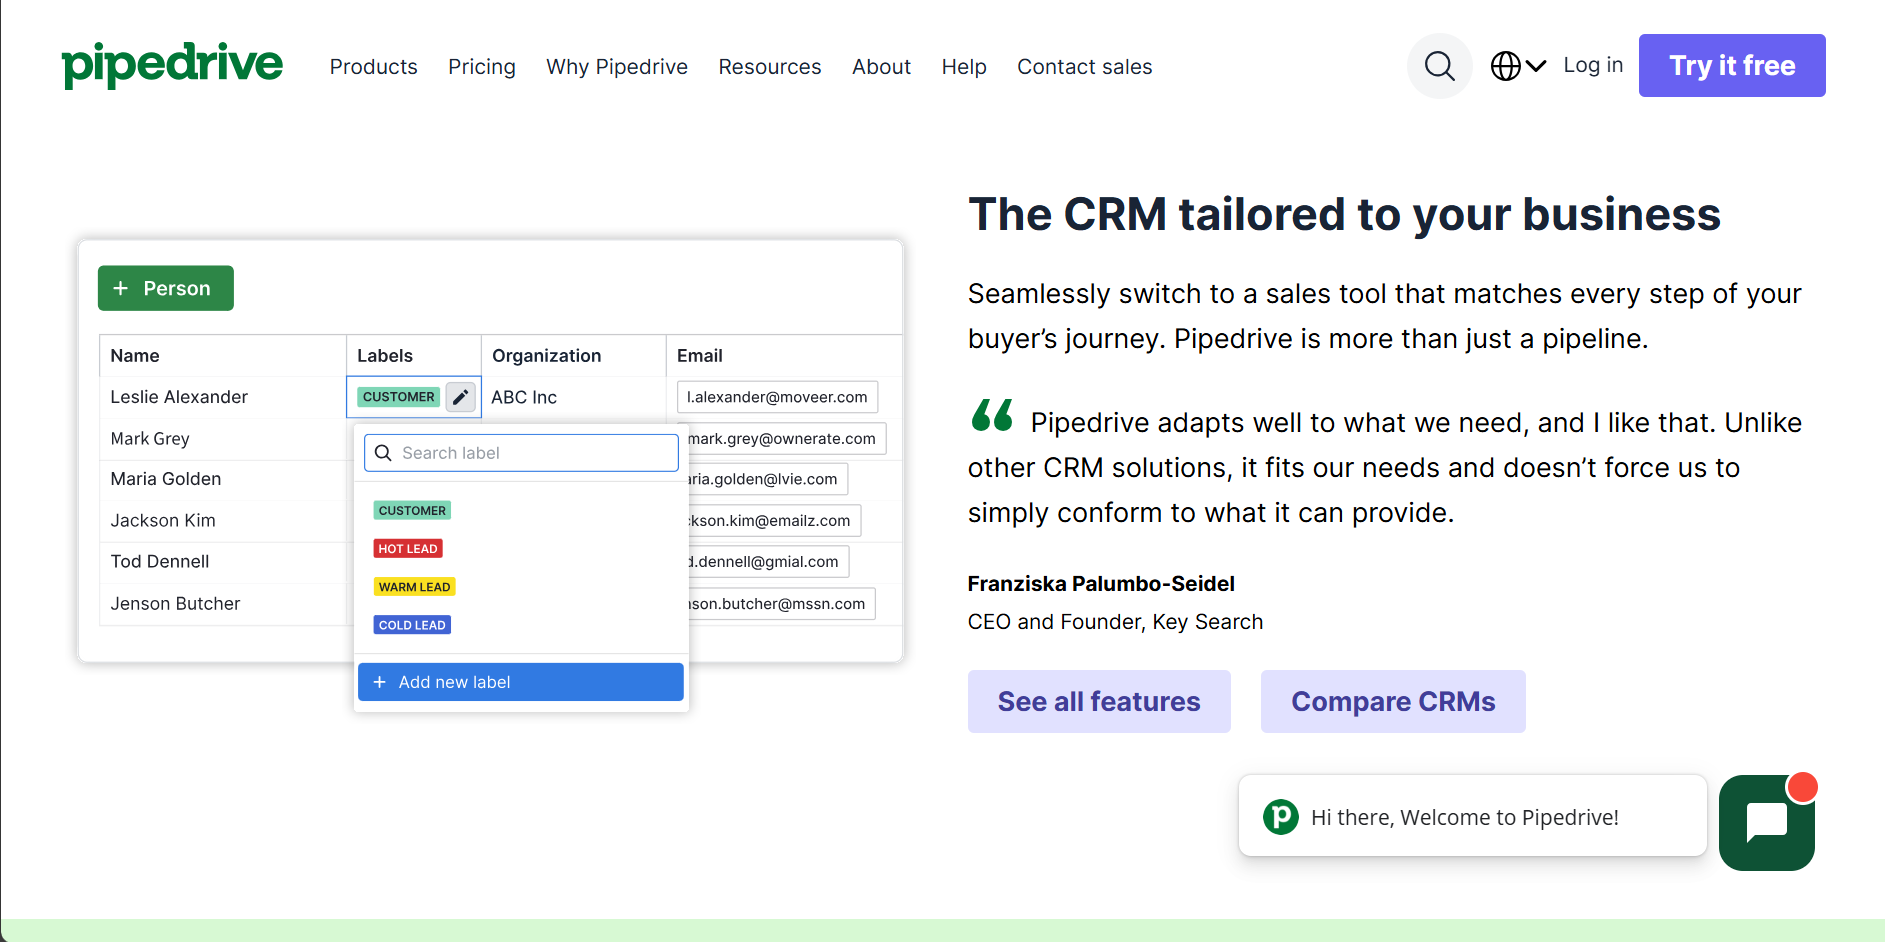 pipedrive
Products Pricing Why Pipedrive Resources About Help Contact sales
Log in
Try it free
+ Person
Name Labels Organization Email
Leslie Alexander CUSTOMER ABC Inc l.alexander@moveer.com
Mark Grey mark.grey@ownerate.com
Maria Golden aria.golden@lvie.com
Jackson Kim ckson.kim@emailz.com
Tod Dennell d.dennell@gmial.com
Jenson Butcher nson.butcher@mssn.com
Search label
CUSTOMER
HOT LEAD
WARM LEAD
COLD LEAD
+ Add new label
The CRM tailored to your business
Seamlessly switch to a sales tool that matches every step of your
buyer’s journey. Pipedrive is more than just a pipeline.
“ Pipedrive adapts well to what we need, and I like that. Unlike
other CRM solutions, it fits our needs and doesn’t force us to
simply conform to what it can provide.
Franziska Palumbo-Seidel
CEO and Founder, Key Search
See all features
Compare CRMs
p Hi there, Welcome to Pipedrive!